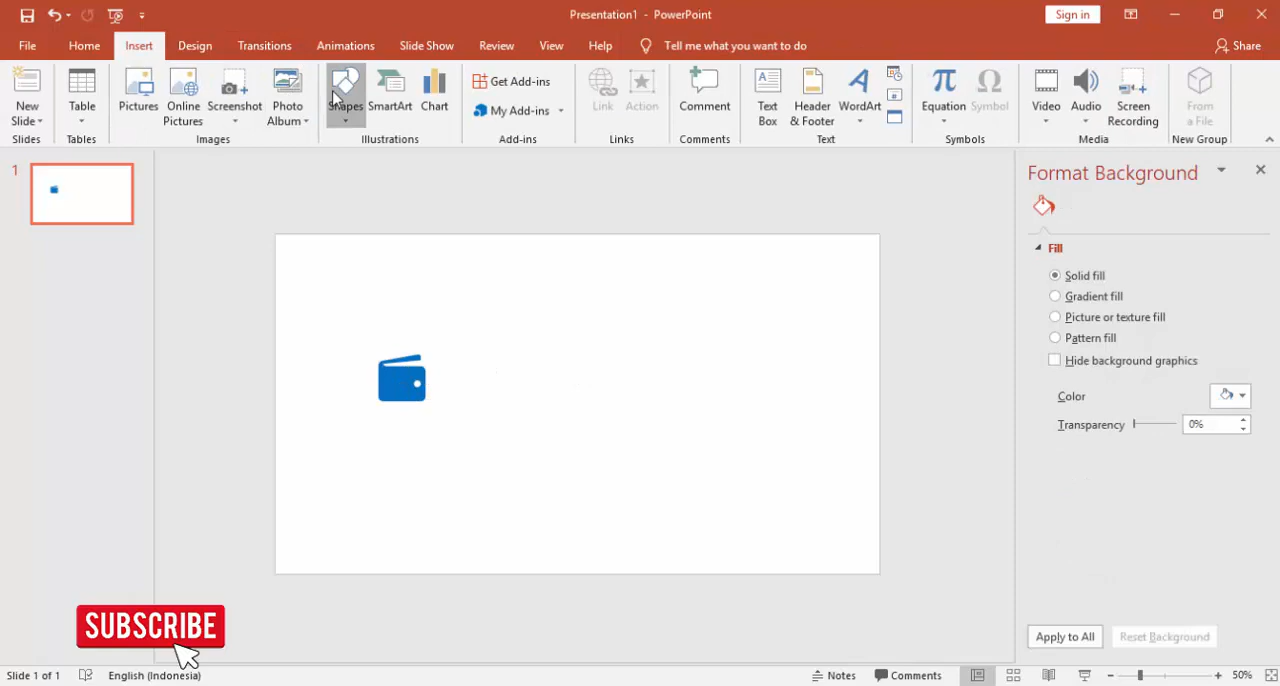 Presentation1 - PowerPoint
Sign in
File Home Insert Design Transitions Animations Slide Show Review View Help Tell me what you want to do Share
New Slide
Table
Pictures
Online Pictures
Screenshot
Photo Album
Shapes
SmartArt
Chart
Get Add-ins
My Add-ins
Link
Action
Comment
Text Box
Header & Footer
WordArt
Equation
Symbol
Video
Audio
Screen Recording
From a File
Slides Tables Images Illustrations Add-ins Links Comments Text Symbols Media New Group
1
Format Background
Fill
Solid fill
Gradient fill
Picture or texture fill
Pattern fill
Hide background graphics
Color
Transparency 0%
Apply to All Reset Background
SUBSCRIBE
Slide 1 of 1 English (Indonesia) Notes Comments 50%